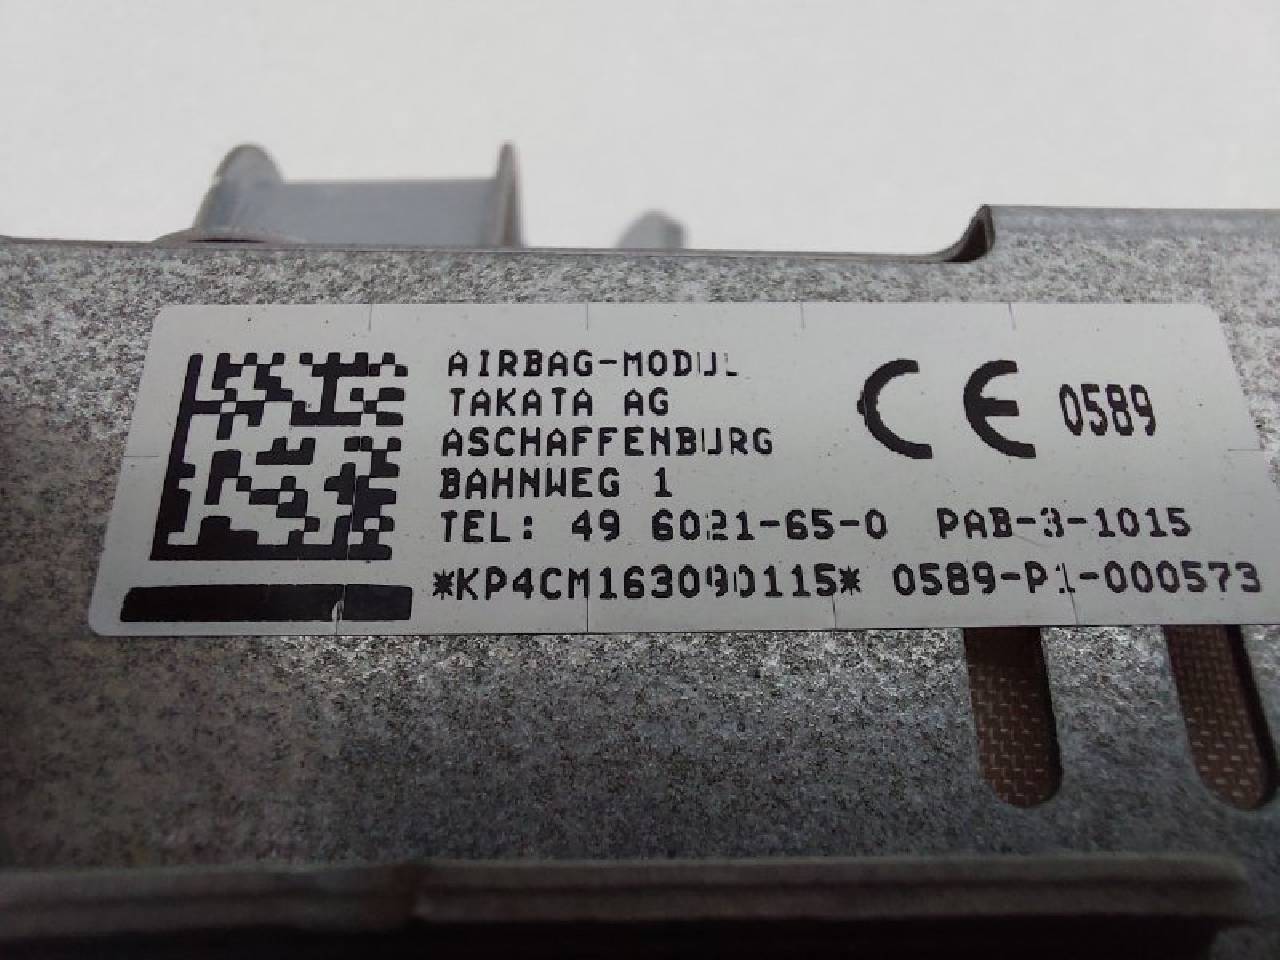 AIRBAG-MODUL
TAKATA AG
ASCHAFFENBURG
BAHNWEG 1
TEL: 49 6021-65-0 PAB-3-1015
*KP4CM163090115* 0589-P1-000573
CE 0589